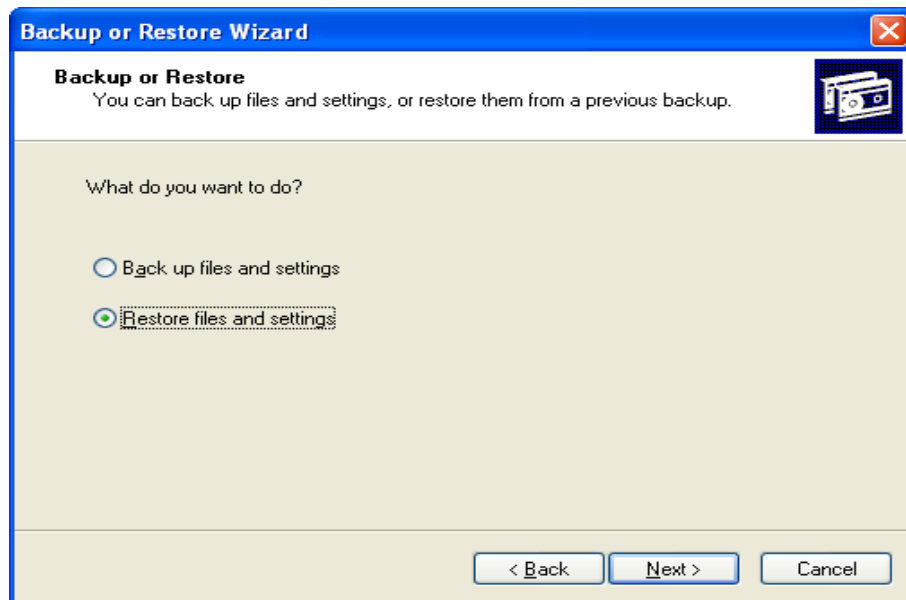 Backup or Restore Wizard
Backup or Restore
You can back up files and settings, or restore them from a previous backup.
What do you want to do?
Back up files and settings
Restore files and settings
< Back
Next >
Cancel